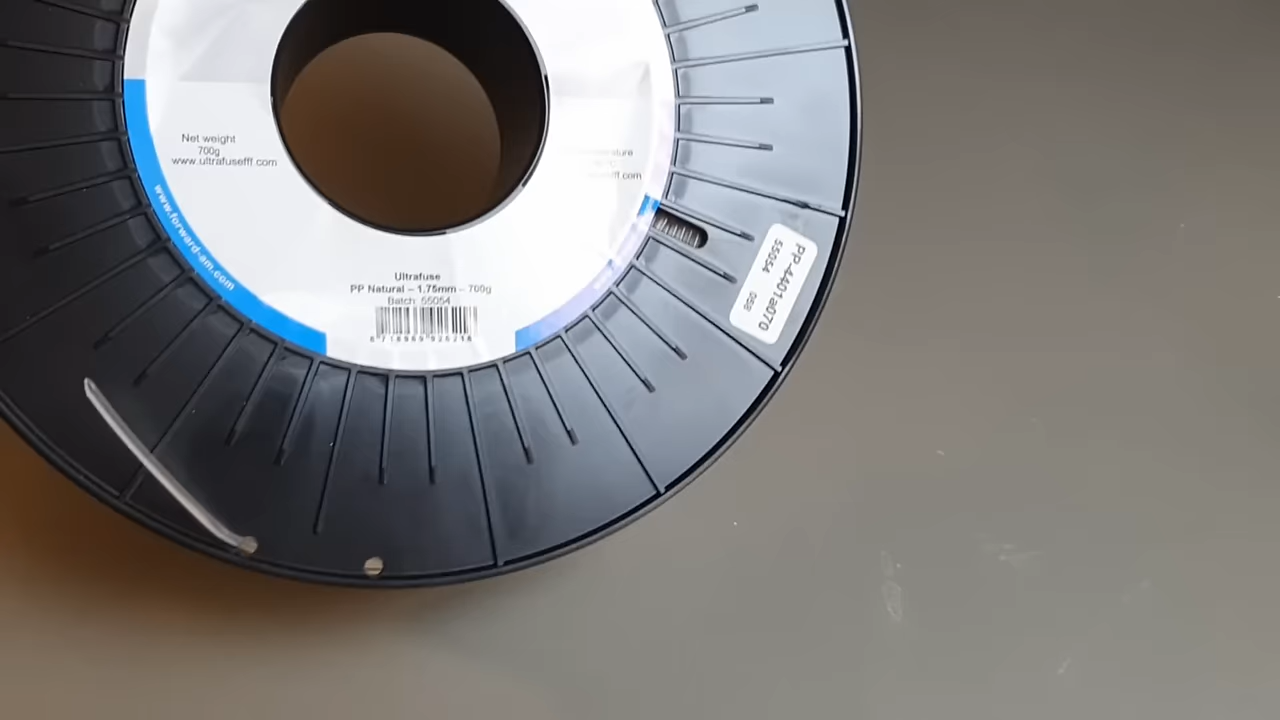 Net weight
700g
www.ultrafusefff.com
www.forward-am.com
Ultrafuse
PP Natural – 1.75mm – 700g
Batch: 55054
PP-4401a070
55054